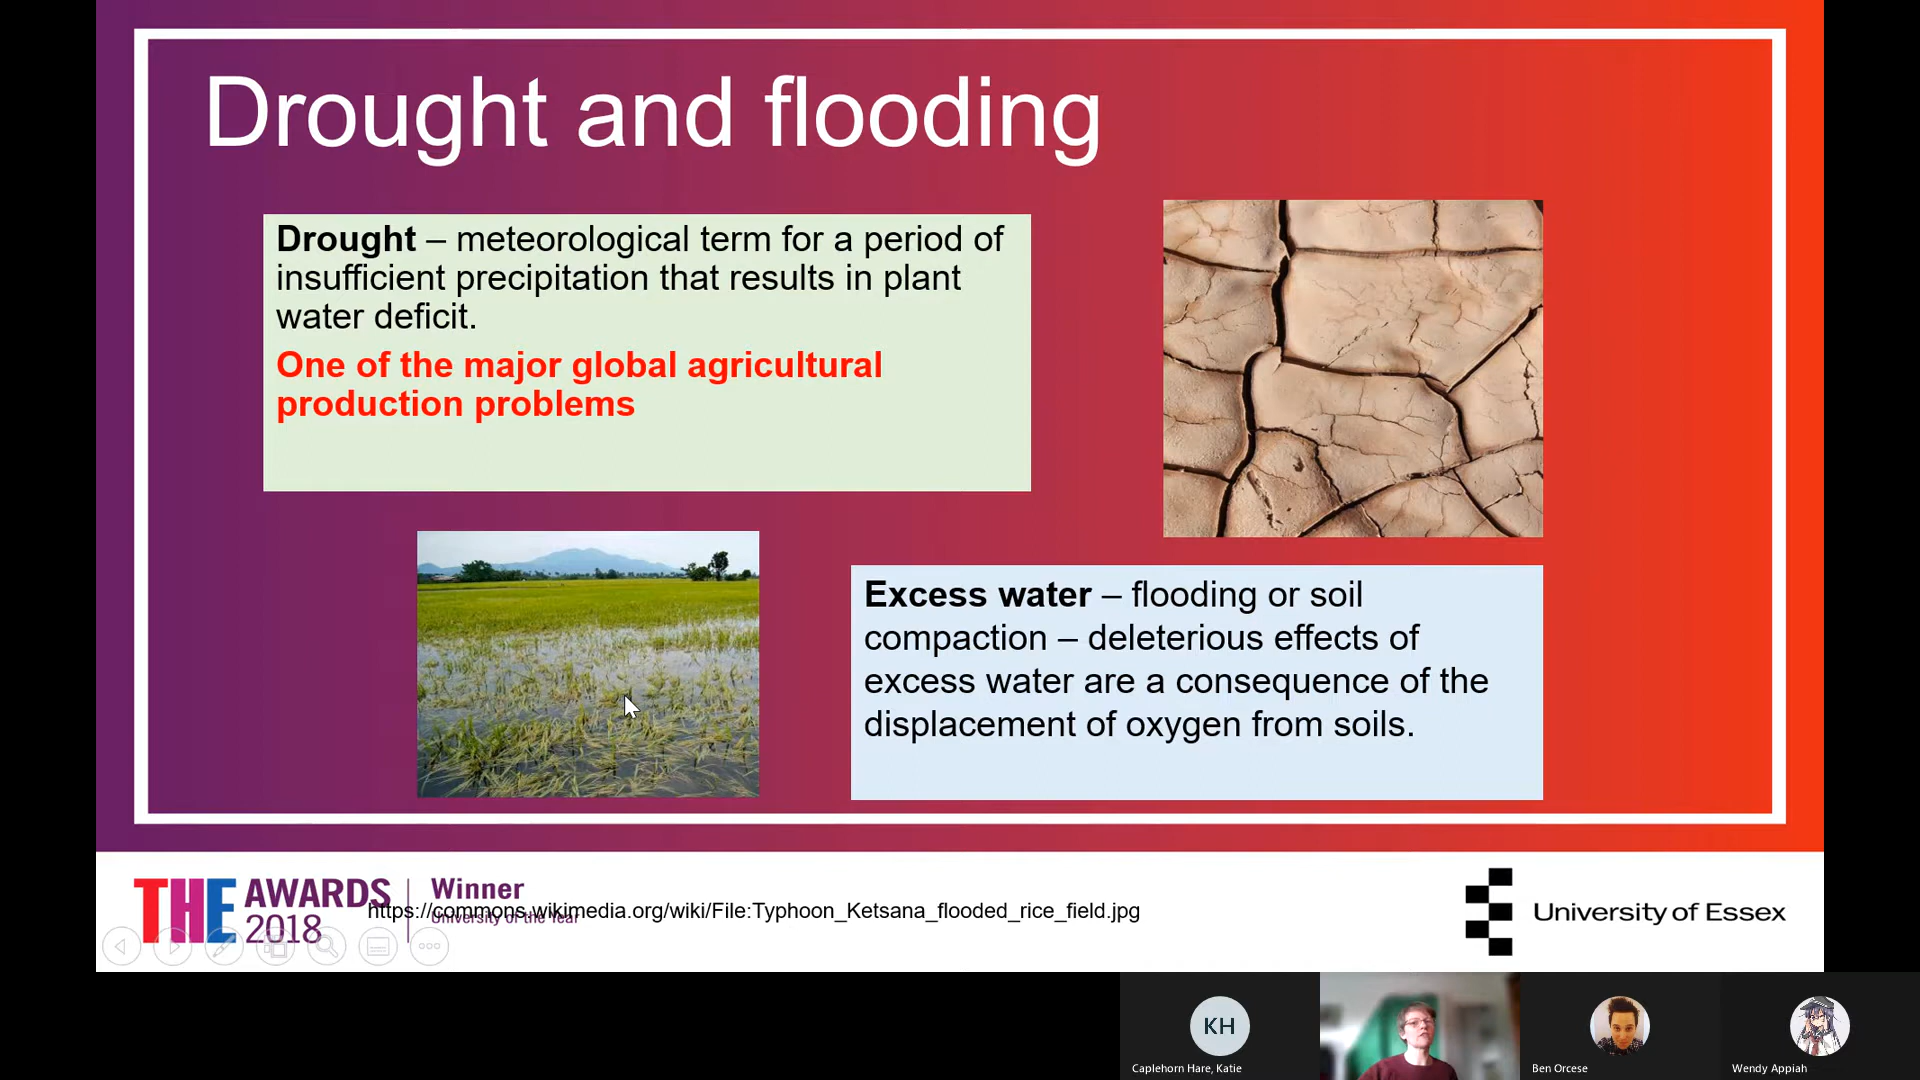 Drought and flooding
Drought – meteorological term for a period of
insufficient precipitation that results in plant
water deficit.
One of the major global agricultural
production problems
Excess water – flooding or soil
compaction – deleterious effects of
excess water are a consequence of the
displacement of oxygen from soils.
THE AWARDS
2018
Winner
University of the Year
https://commons.wikimedia.org/wiki/File:Typhoon_Ketsana_flooded_rice_field.jpg
University of Essex
KH
Caplehorn Hare, Katie
Ben Orcese
Wendy Appiah